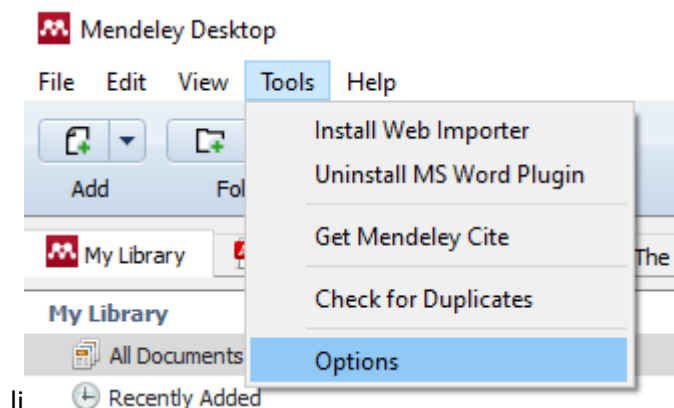 Mendeley Desktop
File Edit View Tools Help
Install Web Importer
Uninstall MS Word Plugin
Add Fol
Get Mendeley Cite
My Library The
Check for Duplicates
My Library
All Documents
Options
li Recently Added